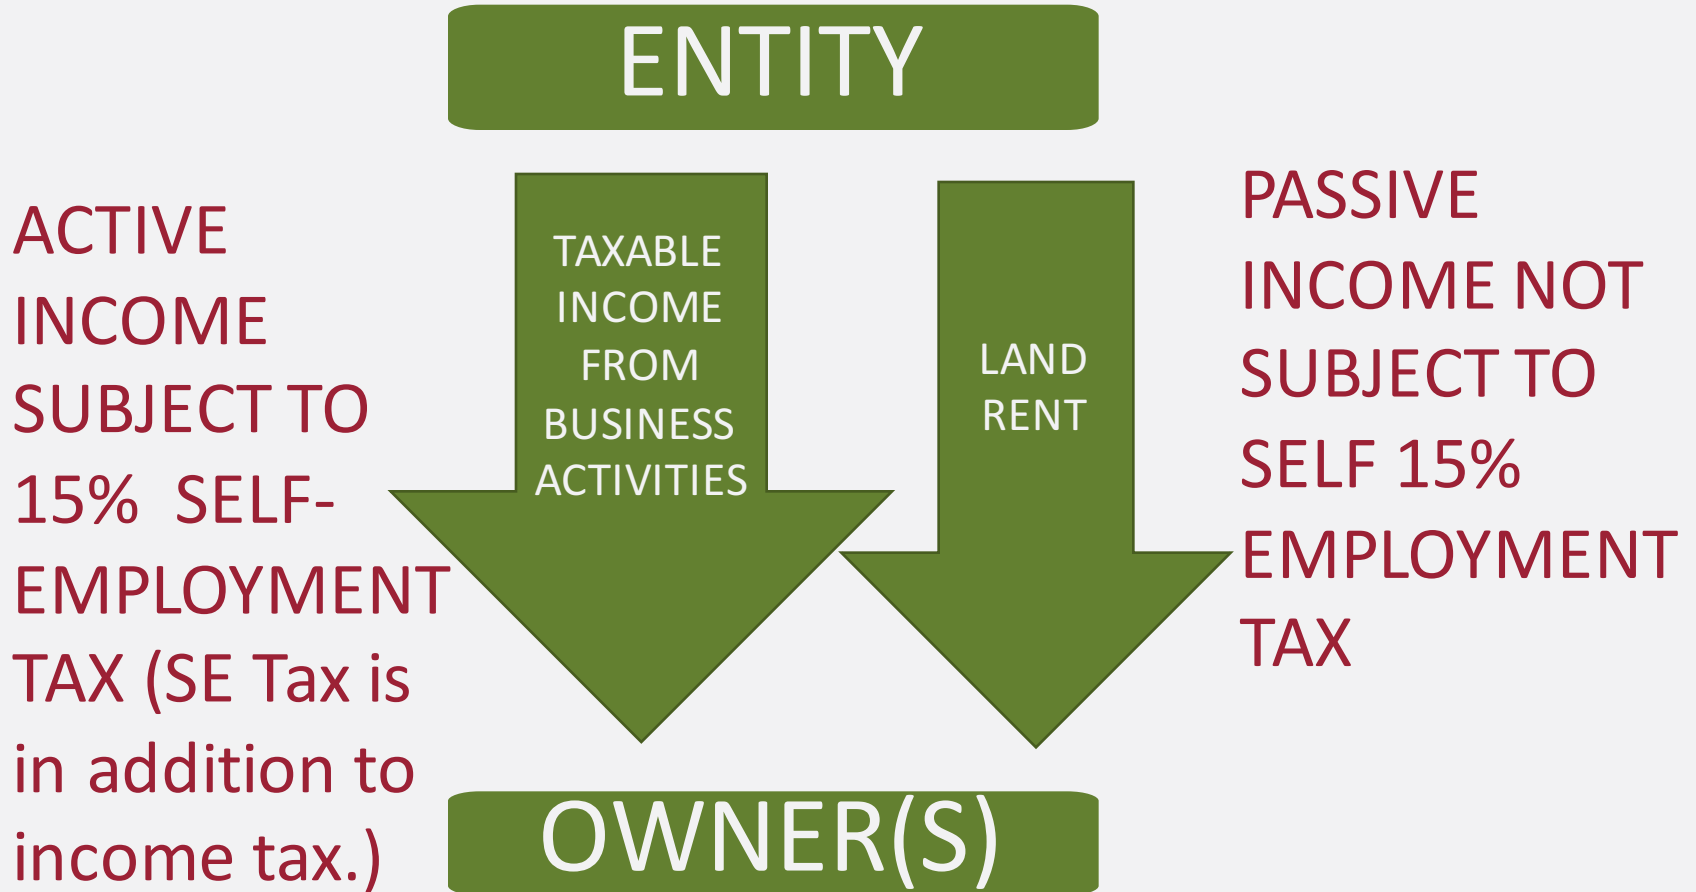 ENTITY
ACTIVE
INCOME
SUBJECT TO
15%  SELF-
EMPLOYMENT
TAX (SE Tax is
in addition to
income tax.)
TAXABLE
INCOME
FROM
BUSINESS
ACTIVITIES
LAND
RENT
PASSIVE
INCOME NOT
SUBJECT TO
SELF 15%
EMPLOYMENT
TAX
OWNER(S)